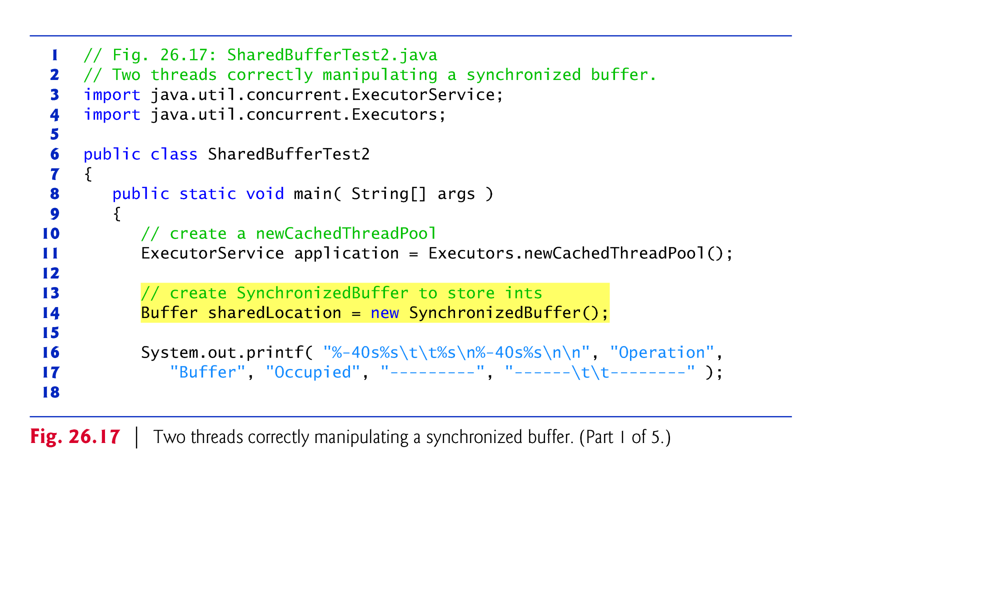 1 // Fig. 26.17: SharedBufferTest2.java
2 // Two threads correctly manipulating a synchronized buffer.
3 import java.util.concurrent.ExecutorService;
4 import java.util.concurrent.Executors;
5
6 public class SharedBufferTest2
7 {
8    public static void main( String[] args )
9    {
10       // create a newCachedThreadPool
11       ExecutorService application = Executors.newCachedThreadPool();
12
13       // create SynchronizedBuffer to store ints
14       Buffer sharedLocation = new SynchronizedBuffer();
15
16       System.out.printf( "%-40s%s\t\t%s\n%-40s%s\n\n", "Operation",
17          "Buffer", "Occupied", "---------", "------\t\t--------" );
18
Fig. 26.17 | Two threads correctly manipulating a synchronized buffer. (Part 1 of 5.)